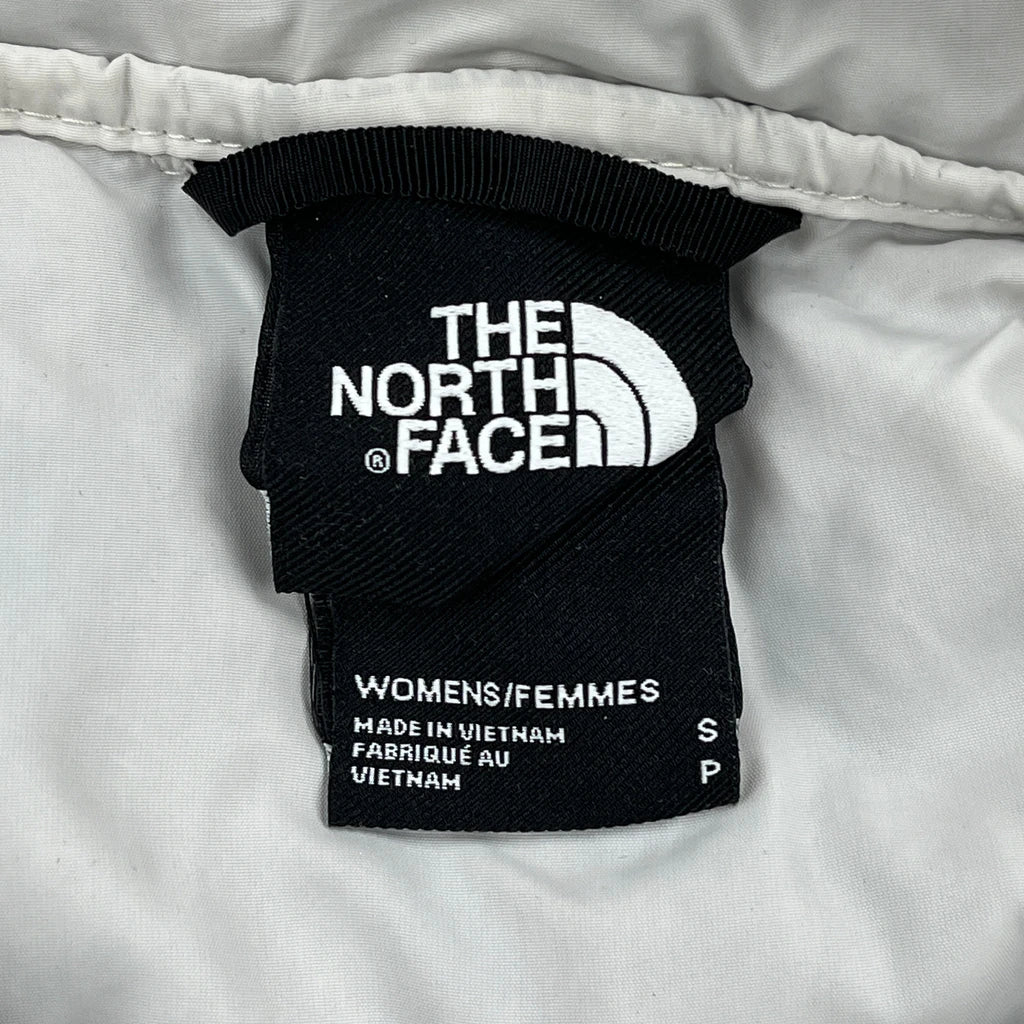 THE
NORTH
®FACE
WOMENS/FEMMES
MADE IN VIETNAM S
FABRIQUÉ AU
VIETNAM P